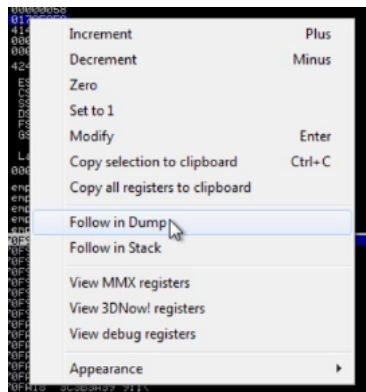 00000058
Increment Plus
Decrement Minus
Zero
Set to 1
Modify Enter
Copy selection to clipboard Ctrl+C
Copy all registers to clipboard
Follow in Dump
Follow in Stack
View MMX registers
View 3DNow! registers
View debug registers
Appearance